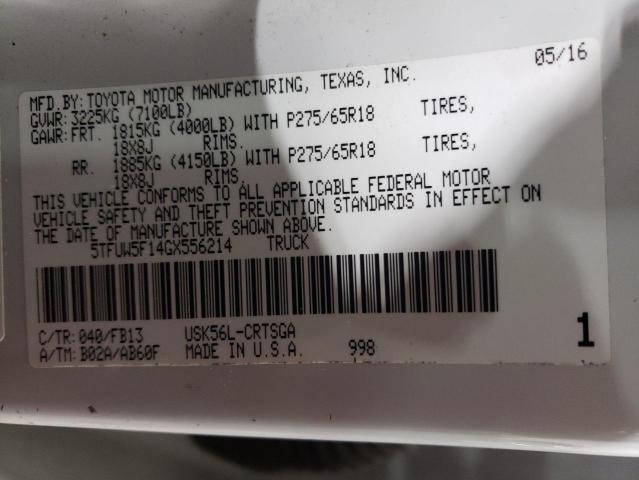 05/16
MFD.BY:TOYOTA MOTOR MANUFACTURING, TEXAS, INC.
GVWR:3225KG (7100LB)
GAWR:FRT. 1815KG (4000LB) WITH P275/65R18 TIRES,
18X8J RIMS.
RR. 1885KG (4150LB) WITH P275/65R18 TIRES,
18X8J RIMS.
THIS VEHICLE CONFORMS TO ALL APPLICABLE FEDERAL MOTOR
VEHICLE SAFETY AND THEFT PREVENTION STANDARDS IN EFFECT ON
THE DATE OF MANUFACTURE SHOWN ABOVE.
5TFUW5F14GX556214 TRUCK
C/TR:040/FB13 USK56L-CRTSGA
A/TM:B02A/AB60F MADE IN U.S.A. 998 1